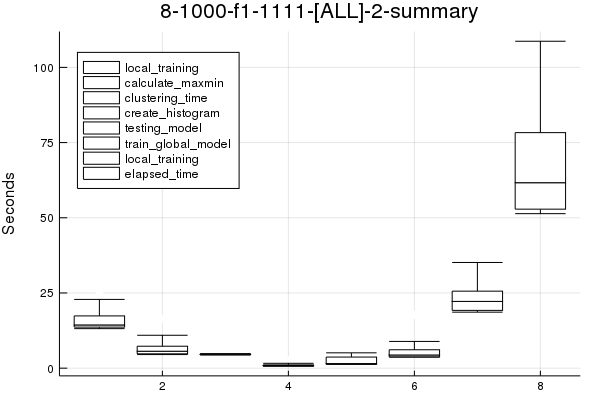 8-1000-f1-1111-[ALL]-2-summary
Seconds
100
75
50
25
0
local_training
calculate_maxmin
clustering_time
create_histogram
testing_model
train_global_model
local_training
elapsed_time
2
4
6
8